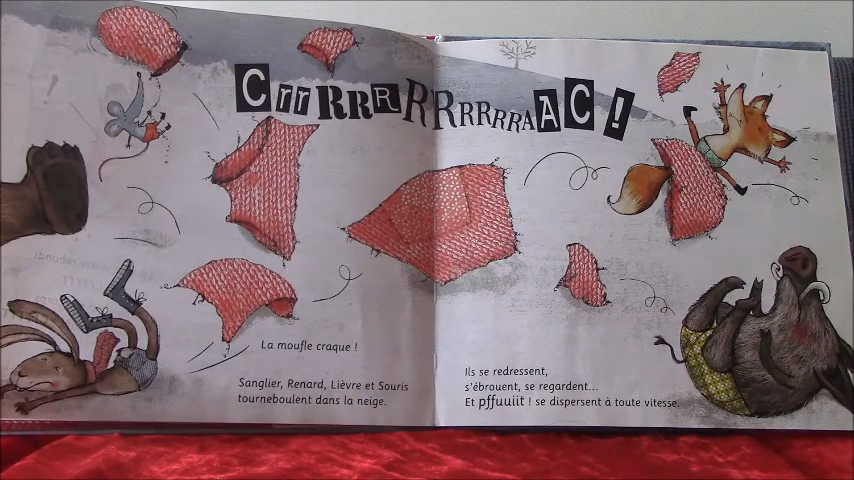 CrrRRRRRRRRRRAAC !
La moufle craque !
Sanglier, Renard, Lièvre et Souris
tourneboulent dans la neige.
Ils se redressent,
s'ébrouent, se regardent...
Et pffuuiit ! se dispersent à toute vitesse.